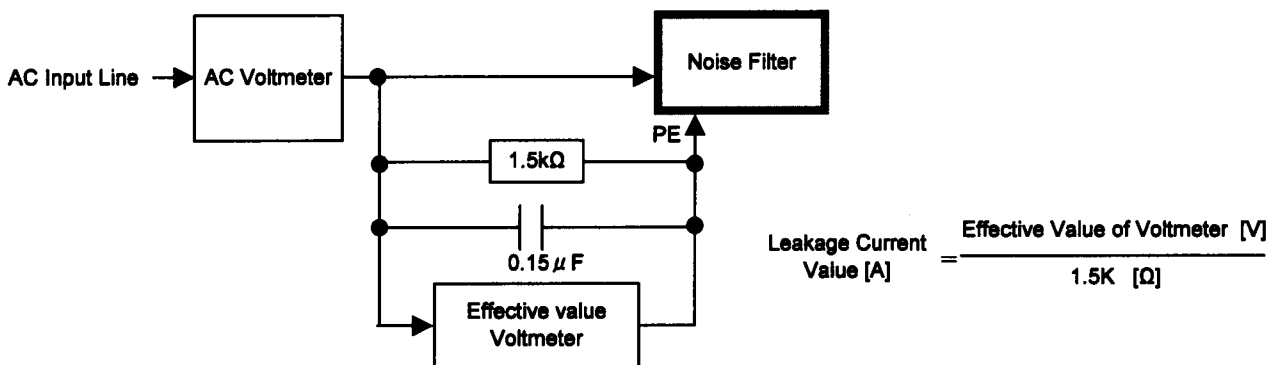 AC Input Line
AC Voltmeter
Noise Filter
PE
1.5kΩ
0.15μF
Effective value
Voltmeter
Leakage Current
Value [A]
=
Effective Value of Voltmeter [V]
1.5K [Ω]